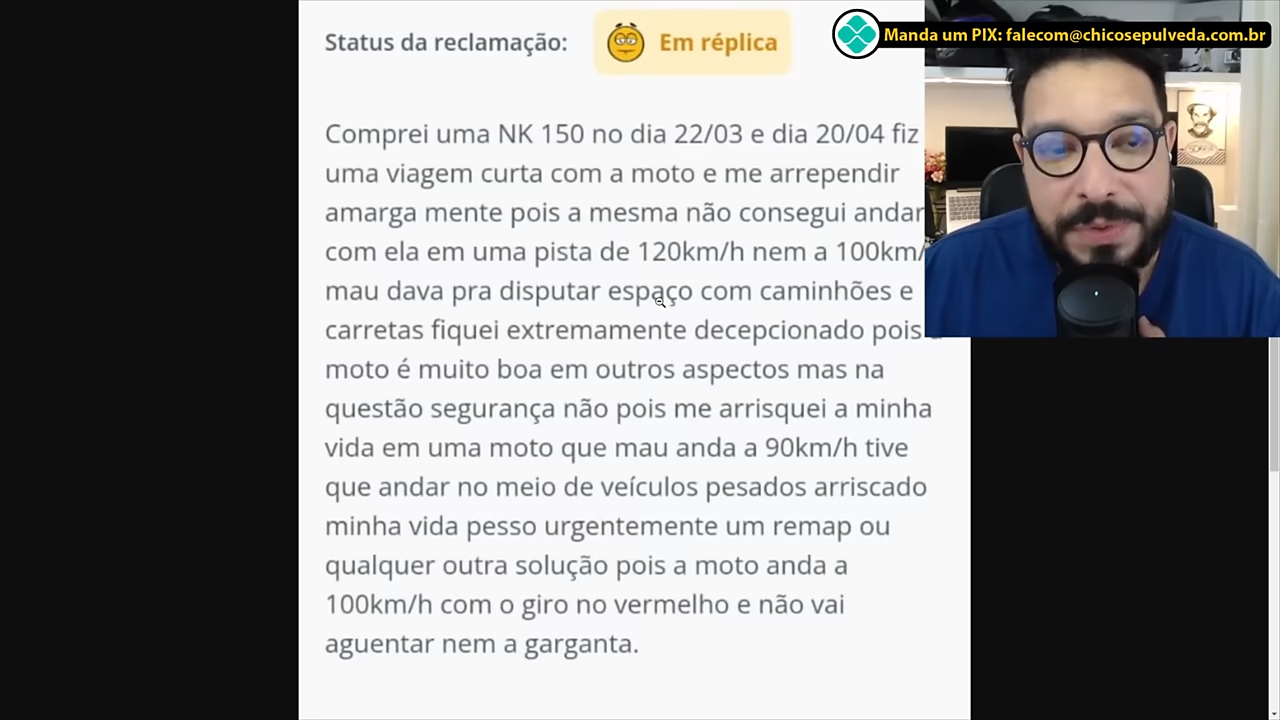 Status da reclamação:
Em réplica
Manda um PIX: falecom@chicosepulveda.com.br
Comprei uma NK 150 no dia 22/03 e dia 20/04 fiz
uma viagem curta com a moto e me arrependir
amarga mente pois a mesma não consegui andar
com ela em uma pista de 120km/h nem a 100km/
mau dava pra disputar espaço com caminhões e
carretas fiquei extremamente decepcionado pois
moto é muito boa em outros aspectos mas na
questão segurança não pois me arrisquei a minha
vida em uma moto que mau anda a 90km/h tive
que andar no meio de veículos pesados arriscado
minha vida pesso urgentemente um remap ou
qualquer outra solução pois a moto anda a
100km/h com o giro no vermelho e não vai
aguentar nem a garganta.